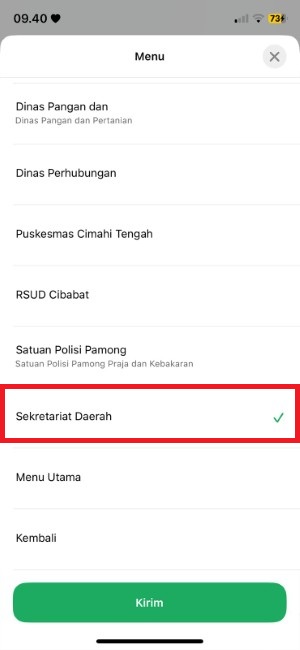 09.40
73
Menu
Dinas Pangan dan
Dinas Pangan dan Pertanian
Dinas Perhubungan
Puskesmas Cimahi Tengah
RSUD Cibabat
Satuan Polisi Pamong
Satuan Polisi Pamong Praja dan Kebakaran
Sekretariat Daerah
Menu Utama
Kembali
Kirim